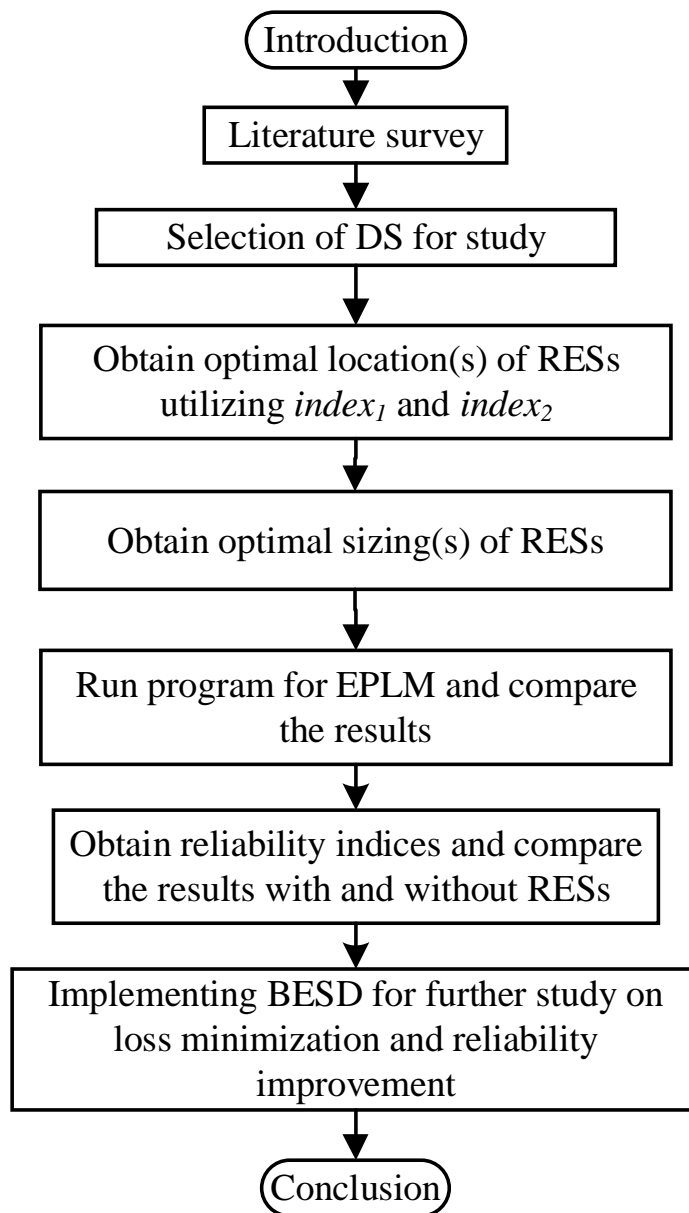 Introduction
Literature survey
Selection of DS for study
Obtain optimal location(s) of RESs
utilizing index₁ and index₂
Obtain optimal sizing(s) of RESs
Run program for EPLM and compare
the results
Obtain reliability indices and compare
the results with and without RESs
Implementing BESD for further study on
loss minimization and reliability
improvement
Conclusion